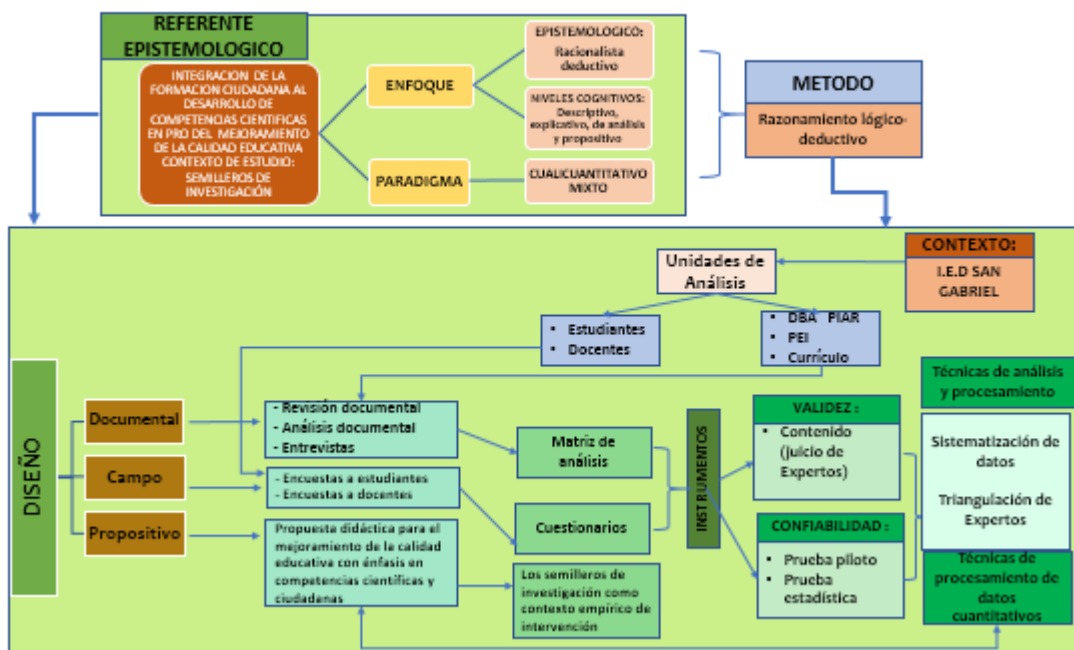 REFERENTE
EPISTEMOLOGICO
INTEGRACION DE LA
FORMACION CIUDADANA AL
DESARROLLO DE
COMPETENCIAS CIENTIFICAS
EN PRO DEL MEJORAMIENTO
DE LA CALIDAD EDUCATIVA
CONTEXTO DE ESTUDIO:
SEMILLEROS DE
INVESTIGACIÓN
ENFOQUE
PARADIGMA
EPISTEMOLOGICO:
Racionalista
deductivo
NIVELES COGNITIVOS:
Descriptivo,
explicativo, de análisis
y propositivo
CUALICUANTITATIVO
MIXTO
METODO
Razonamiento lógico-
deductivo
CONTEXTO:
I.E.D SAN
GABRIEL
Unidades de
Análisis
▪ Estudiantes
▪ Docentes
▪ DBA PIAR
▪ PEI
▪ Currículo
DISEÑO
Documental
Campo
Propositivo
- Revisión documental
- Análisis documental
- Entrevistas
- Encuestas a estudiantes
- Encuestas a docentes
Propuesta didáctica para el
mejoramiento de la calidad
educativa con énfasis en
competencias científicas y
ciudadanas
Matriz de
análisis
Cuestionarios
Los semilleros de
investigación como
contexto empírico de
intervención
INSTRUMENTOS
VALIDEZ :
• Contenido
(juicio de
Expertos)
CONFIABILIDAD :
• Prueba piloto
• Prueba
estadística
Técnicas de análisis
y procesamiento
Sistematización de
datos
Triangulación de
Expertos
Técnicas de
procesamiento de
datos
cuantitativos